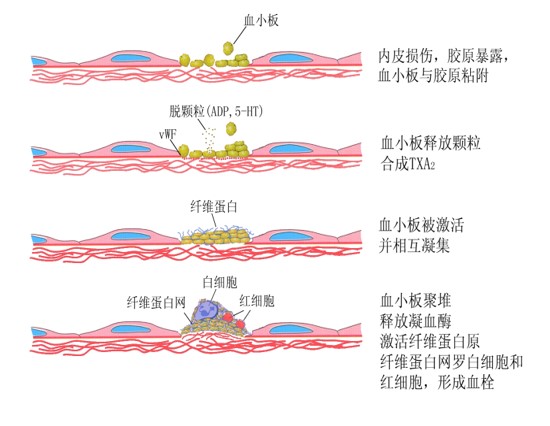 血小板
内皮损伤，胶原暴露，
血小板与胶原粘附
脱颗粒(ADP,5-HT)
vWF
血小板释放颗粒
合成TXA₂
纤维蛋白
血小板被激活
并相互凝集
白细胞
纤维蛋白网
红细胞
血小板聚堆
释放凝血酶
激活纤维蛋白原
纤维蛋白网罗白细胞和
红细胞，形成血栓